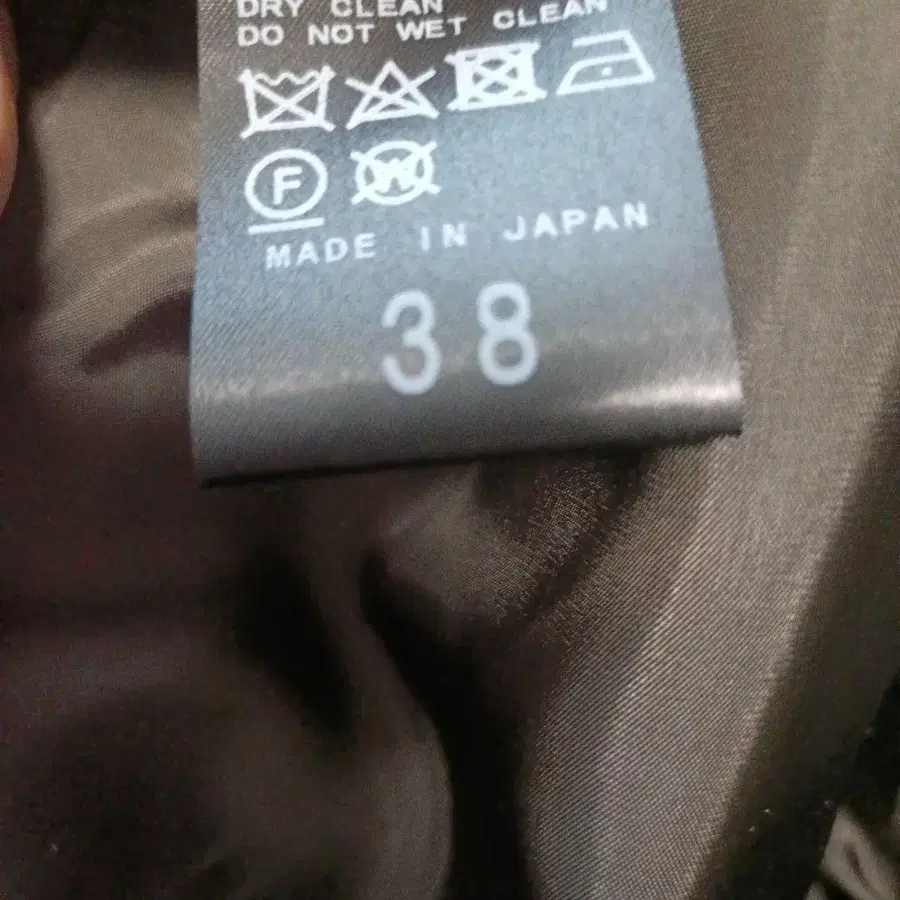 DRY CLEAN
DO NOT WET CLEAN
F W
MADE IN JAPAN
38